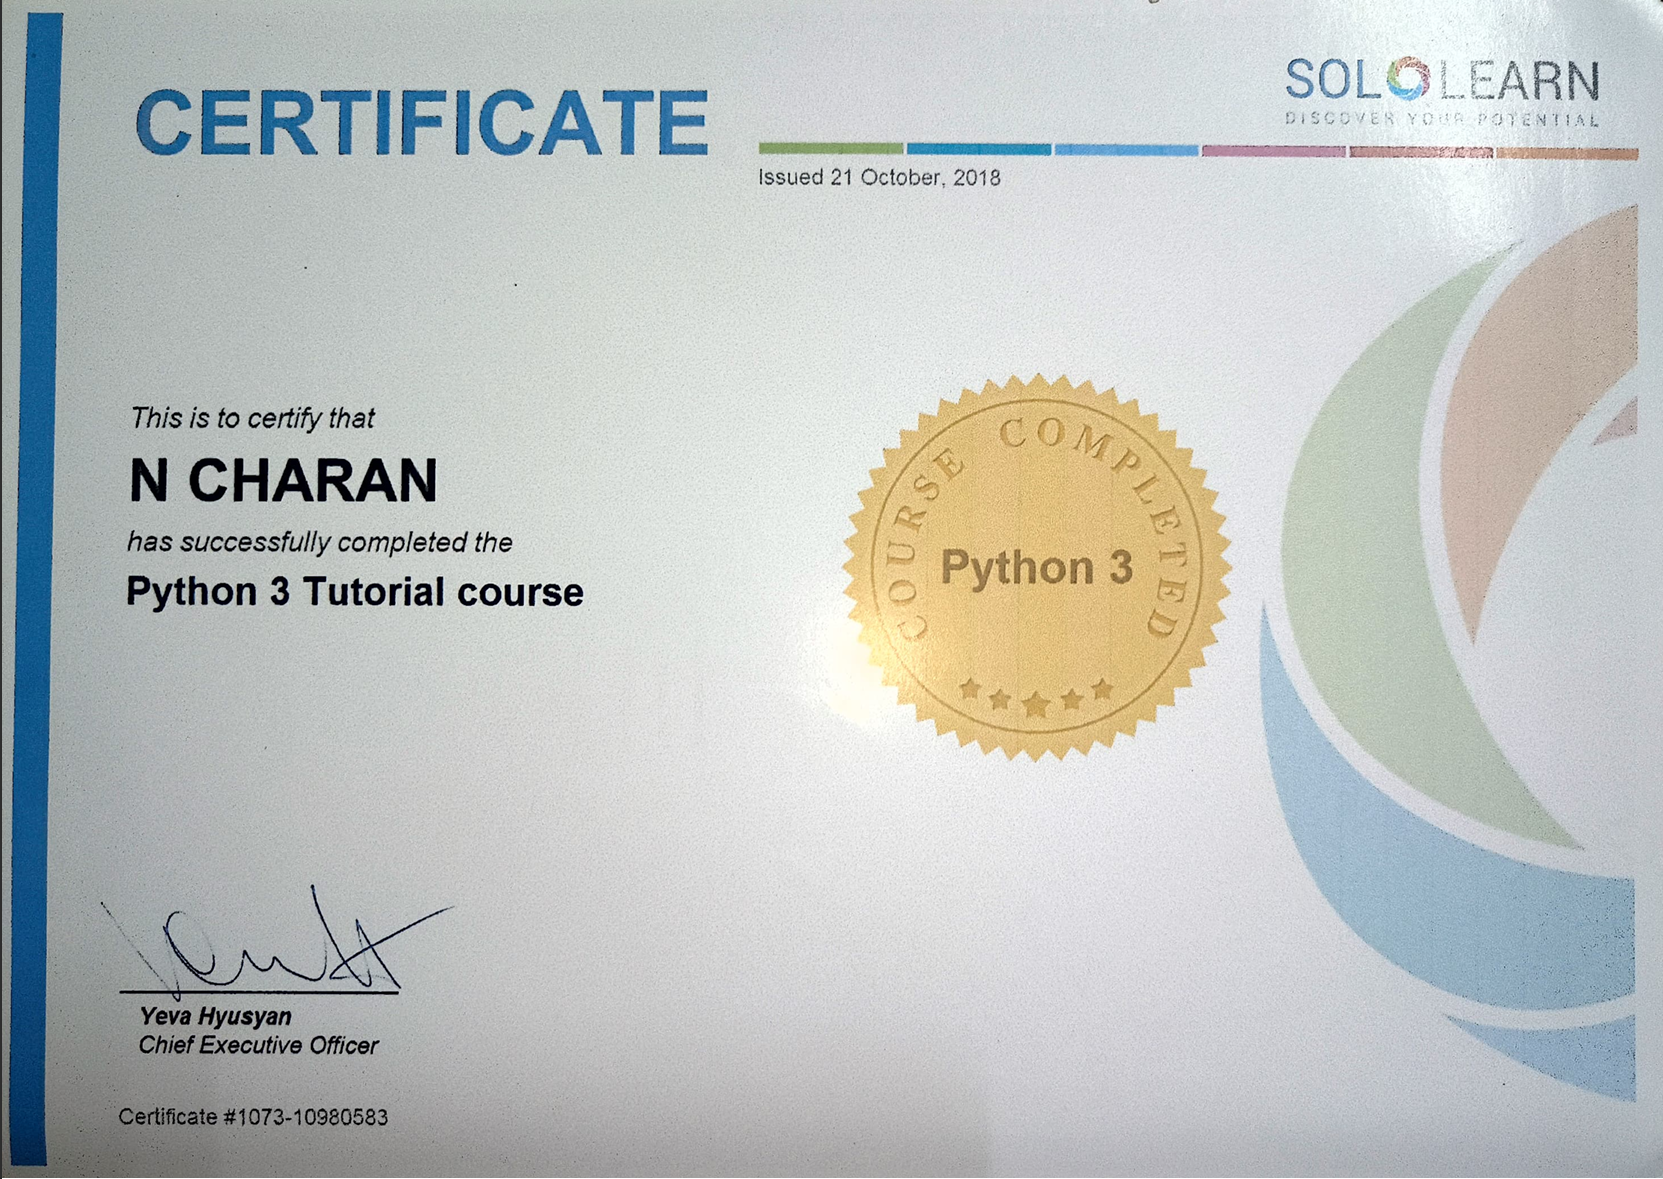 CERTIFICATE
SOLOLEARN
DISCOVER YOUR POTENTIAL
Issued 21 October, 2018
This is to certify that
N CHARAN
has successfully completed the
Python 3 Tutorial course
COURSE COMPLETED
Python 3
Yeva Hyusyan
Chief Executive Officer
Certificate #1073-10980583